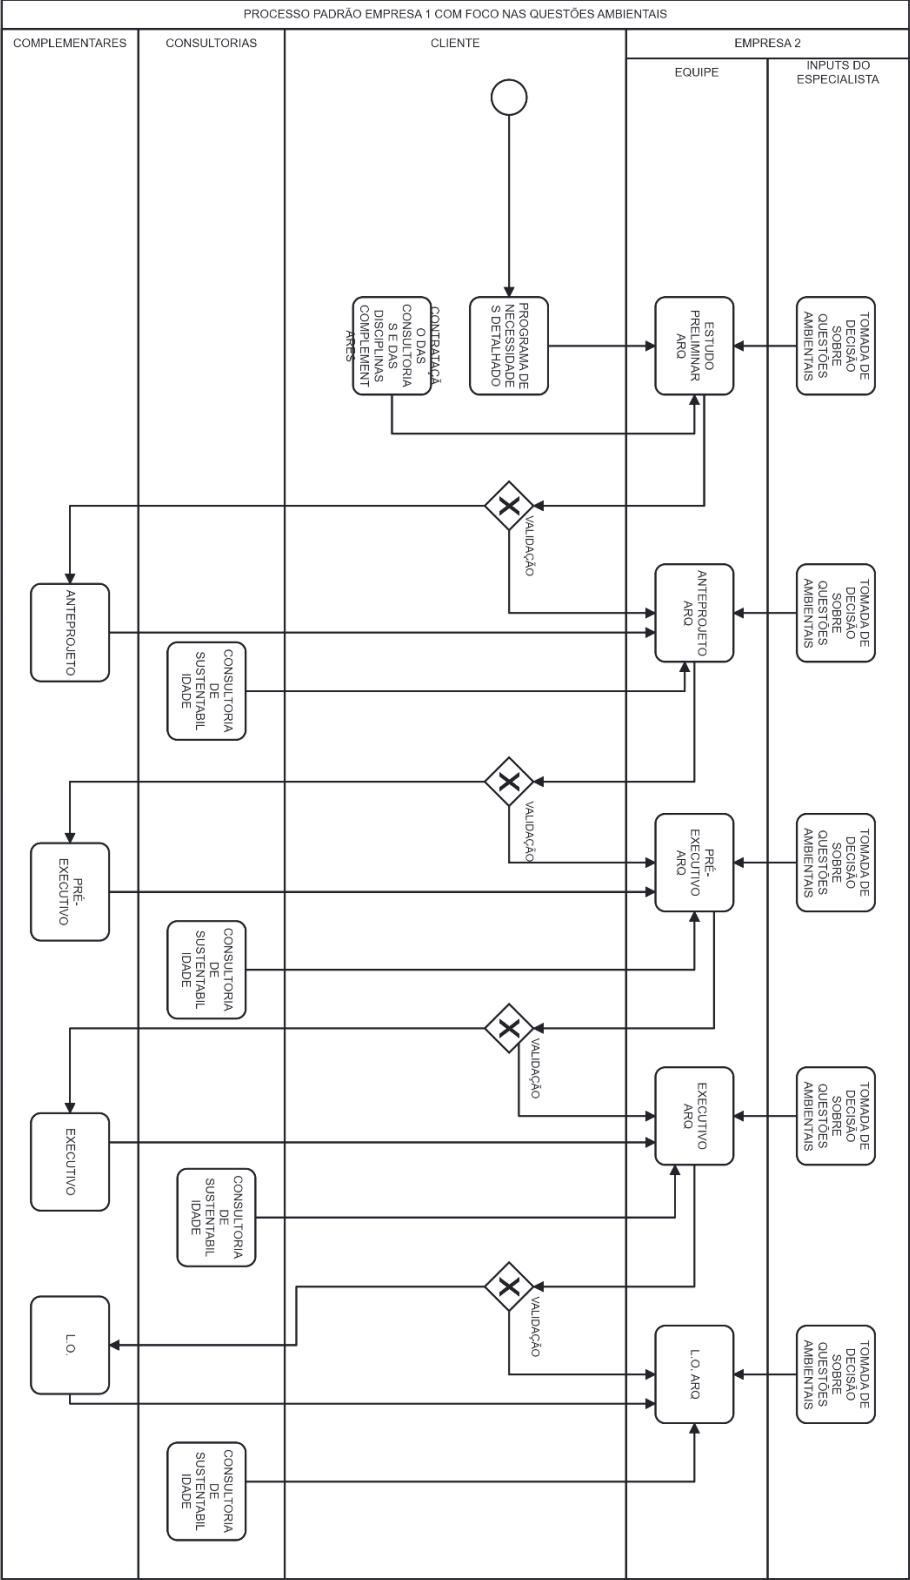 PROCESSO PADRÃO EMPRESA 1 COM FOCO NAS QUESTÕES AMBIENTAIS
COMPLEMENTARES
CONSULTORIAS
CLIENTE
EMPRESA 2
EQUIPE
INPUTS DO
ESPECIALISTA
CONTRATAÇÃ
O DAS
CONSULTORIA
S E DAS
DISCIPLINAS
COMPLEMENT
ARES
PROGRAMA DE
NECESSIDADE
S DETALHADO
ESTUDO
PRELIMINAR
ARQ
TOMADA DE
DECISÃO
SOBRE
QUESTÕES
AMBIENTAIS
VALIDAÇÃO
ANTEPROJETO
CONSULTORIA
DE
SUSTENTABIL
IDADE
ANTEPROJETO
ARQ
TOMADA DE
DECISÃO
SOBRE
QUESTÕES
AMBIENTAIS
VALIDAÇÃO
PRÉ-
EXECUTIVO
CONSULTORIA
DE
SUSTENTABIL
IDADE
PRÉ-
EXECUTIVO
ARQ
TOMADA DE
DECISÃO
SOBRE
QUESTÕES
AMBIENTAIS
VALIDAÇÃO
EXECUTIVO
CONSULTORIA
DE
SUSTENTABIL
IDADE
EXECUTIVO
ARQ
TOMADA DE
DECISÃO
SOBRE
QUESTÕES
AMBIENTAIS
VALIDAÇÃO
L.O.
CONSULTORIA
DE
SUSTENTABIL
IDADE
L.O. ARQ
TOMADA DE
DECISÃO
SOBRE
QUESTÕES
AMBIENTAIS